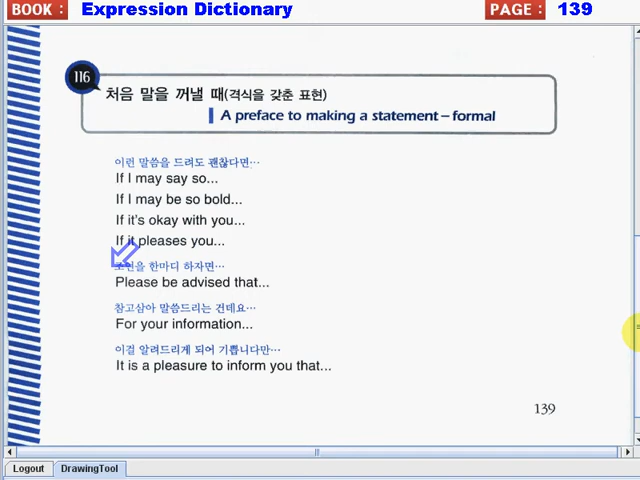 BOOK : Expression Dictionary PAGE : 139
116
처음 말을 꺼낼 때(격식을 갖춘 표현)
A preface to making a statement – formal
이런 말씀을 드려도 괜찮다면…
If I may say so...
If I may be so bold...
If it's okay with you...
If it pleases you...
조언을 한마디 하자면…
Please be advised that...
참고삼아 말씀드리는 건데요…
For your information...
이걸 알려드리게 되어 기쁩니다만…
It is a pleasure to inform you that...
139
Logout DrawingTool